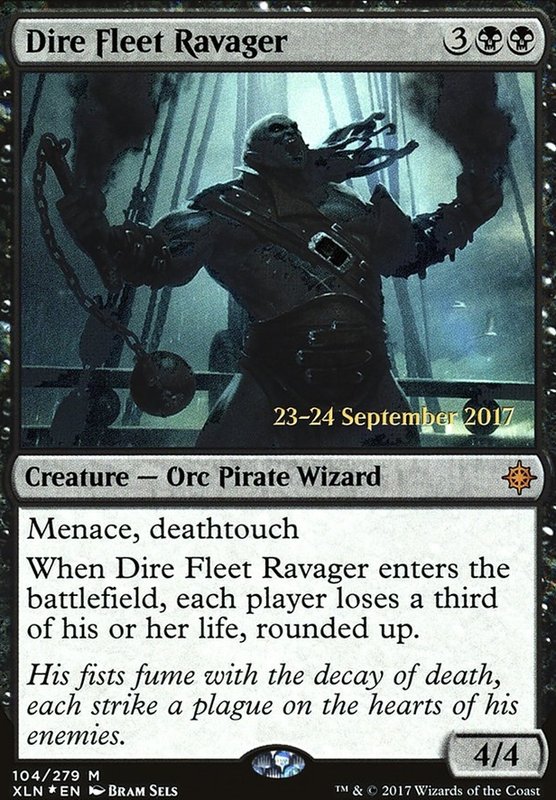 Dire Fleet Ravager 3
23–24 September 2017
Creature — Orc Pirate Wizard
Menace, deathtouch
When Dire Fleet Ravager enters the
battlefield, each player loses a third
of his or her life, rounded up.
His fists fume with the decay of death,
each strike a plague on the hearts of his
enemies.
4/4
104/279 M
XLN ★ EN Bram Sels
™ & © 2017 Wizards of the Coast